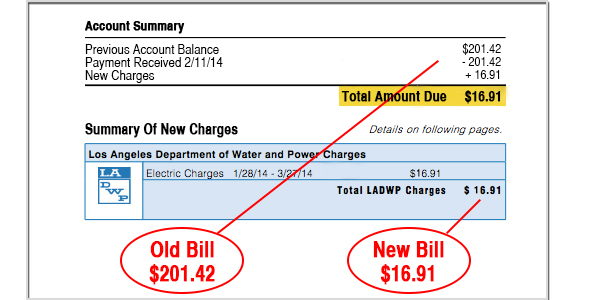 Account Summary
Previous Account Balance $201.42
Payment Received 2/11/14 - 201.42
New Charges + 16.91
Total Amount Due $16.91
Summary Of New Charges Details on following pages.
Los Angeles Department of Water and Power Charges
LA
DWP
Electric Charges 1/28/14 - 3/27/14 $16.91
Total LADWP Charges $ 16.91
Old Bill
$201.42
New Bill
$16.91